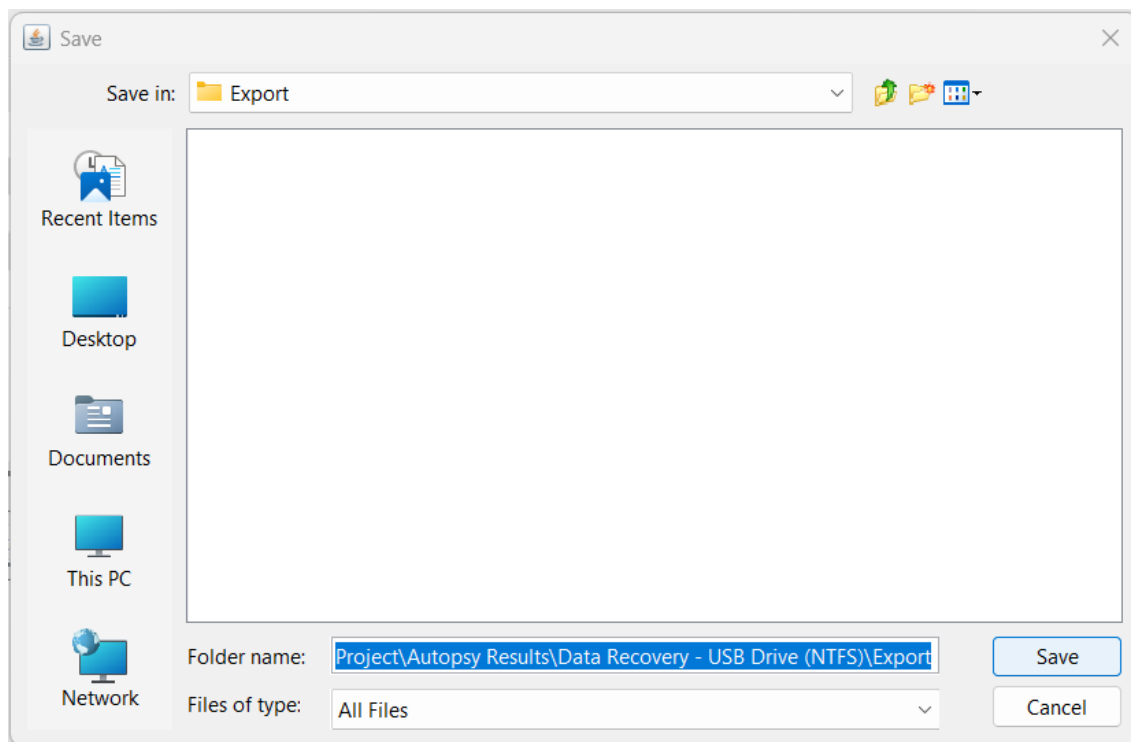 Save
Save in: Export
Recent Items
Desktop
Documents
This PC
Network
Folder name: Project\Autopsy Results\Data Recovery - USB Drive (NTFS)\Export Save
Files of type: All Files Cancel